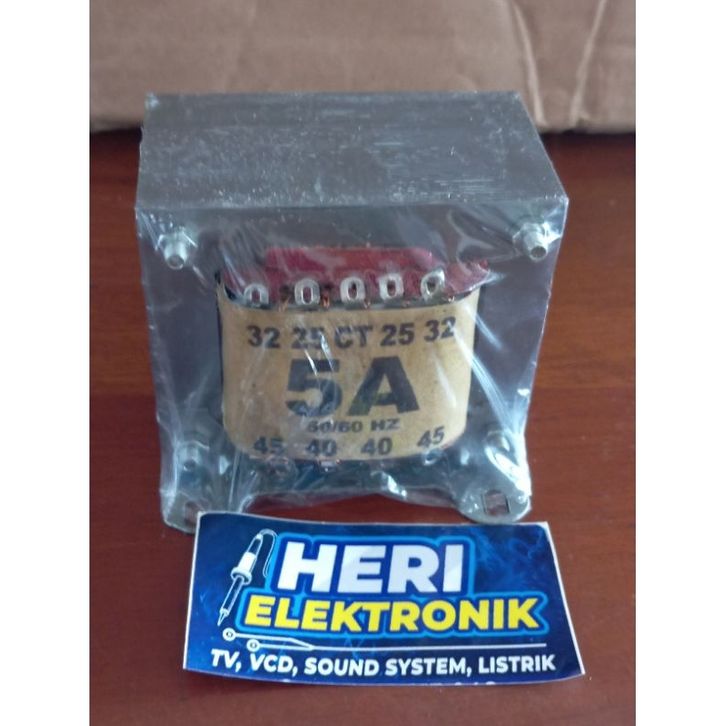 32 25 CT 25 32
5A
50/60 HZ
45 40 40 45
HERI
ELEKTRONIK
TV, VCD, SOUND SYSTEM, LISTRIK